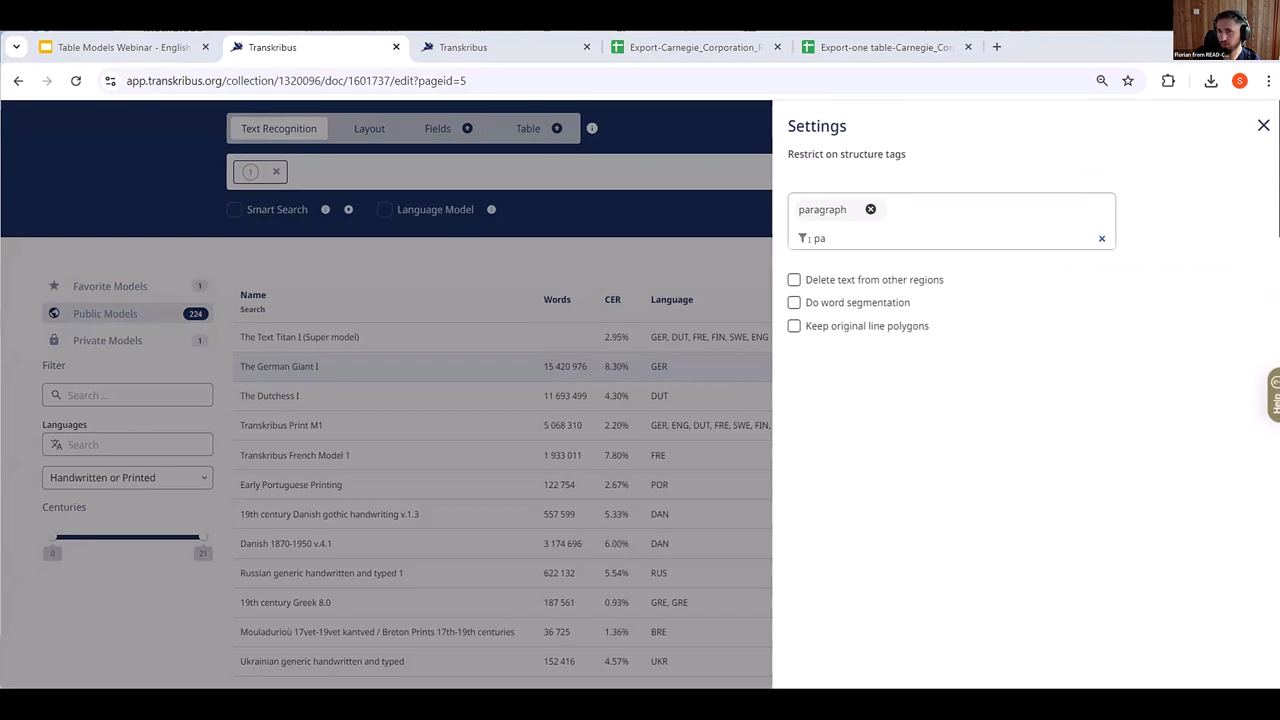 Table Models Webinar - English
Transkribus
Transkribus
Export-Carnegie_Corporation_R
Export-one table-Carnegie_Cor
Florian from READ-C...
app.transkribus.org/collection/1320096/doc/1601737/edit?pageid=5
S
Text Recognition Layout Fields Table
1
Smart Search Language Model
Favorite Models 1
Public Models 224
Private Models 1
Filter
Search ...
Languages
Search
Handwritten or Printed
Centuries
0 21
Name Words CER Language
Search
The Text Titan I (Super model) 2.95% GER, DUT, FRE, FIN, SWE, ENG
The German Giant I 15 420 976 8.30% GER
The Dutchess I 11 693 499 4.30% DUT
Transkribus Print M1 5 068 310 2.20% GER, ENG, DUT, FRE, SWE, FIN,
Transkribus French Model 1 1 933 011 7.80% FRE
Early Portuguese Printing 122 754 2.67% POR
19th century Danish gothic handwriting v.1.3 557 599 5.33% DAN
Danish 1870-1950 v.4.1 3 174 696 6.00% DAN
Russian generic handwritten and typed 1 622 132 5.54% RUS
19th century Greek 8.0 187 561 0.93% GRE, GRE
Mouladurioù 17vet-19vet kantved / Breton Prints 17th-19th centuries 36 725 1.36% BRE
Ukrainian generic handwritten and typed 152 416 4.57% UKR
Settings
Restrict on structure tags
paragraph
pa
Delete text from other regions
Do word segmentation
Keep original line polygons
Help